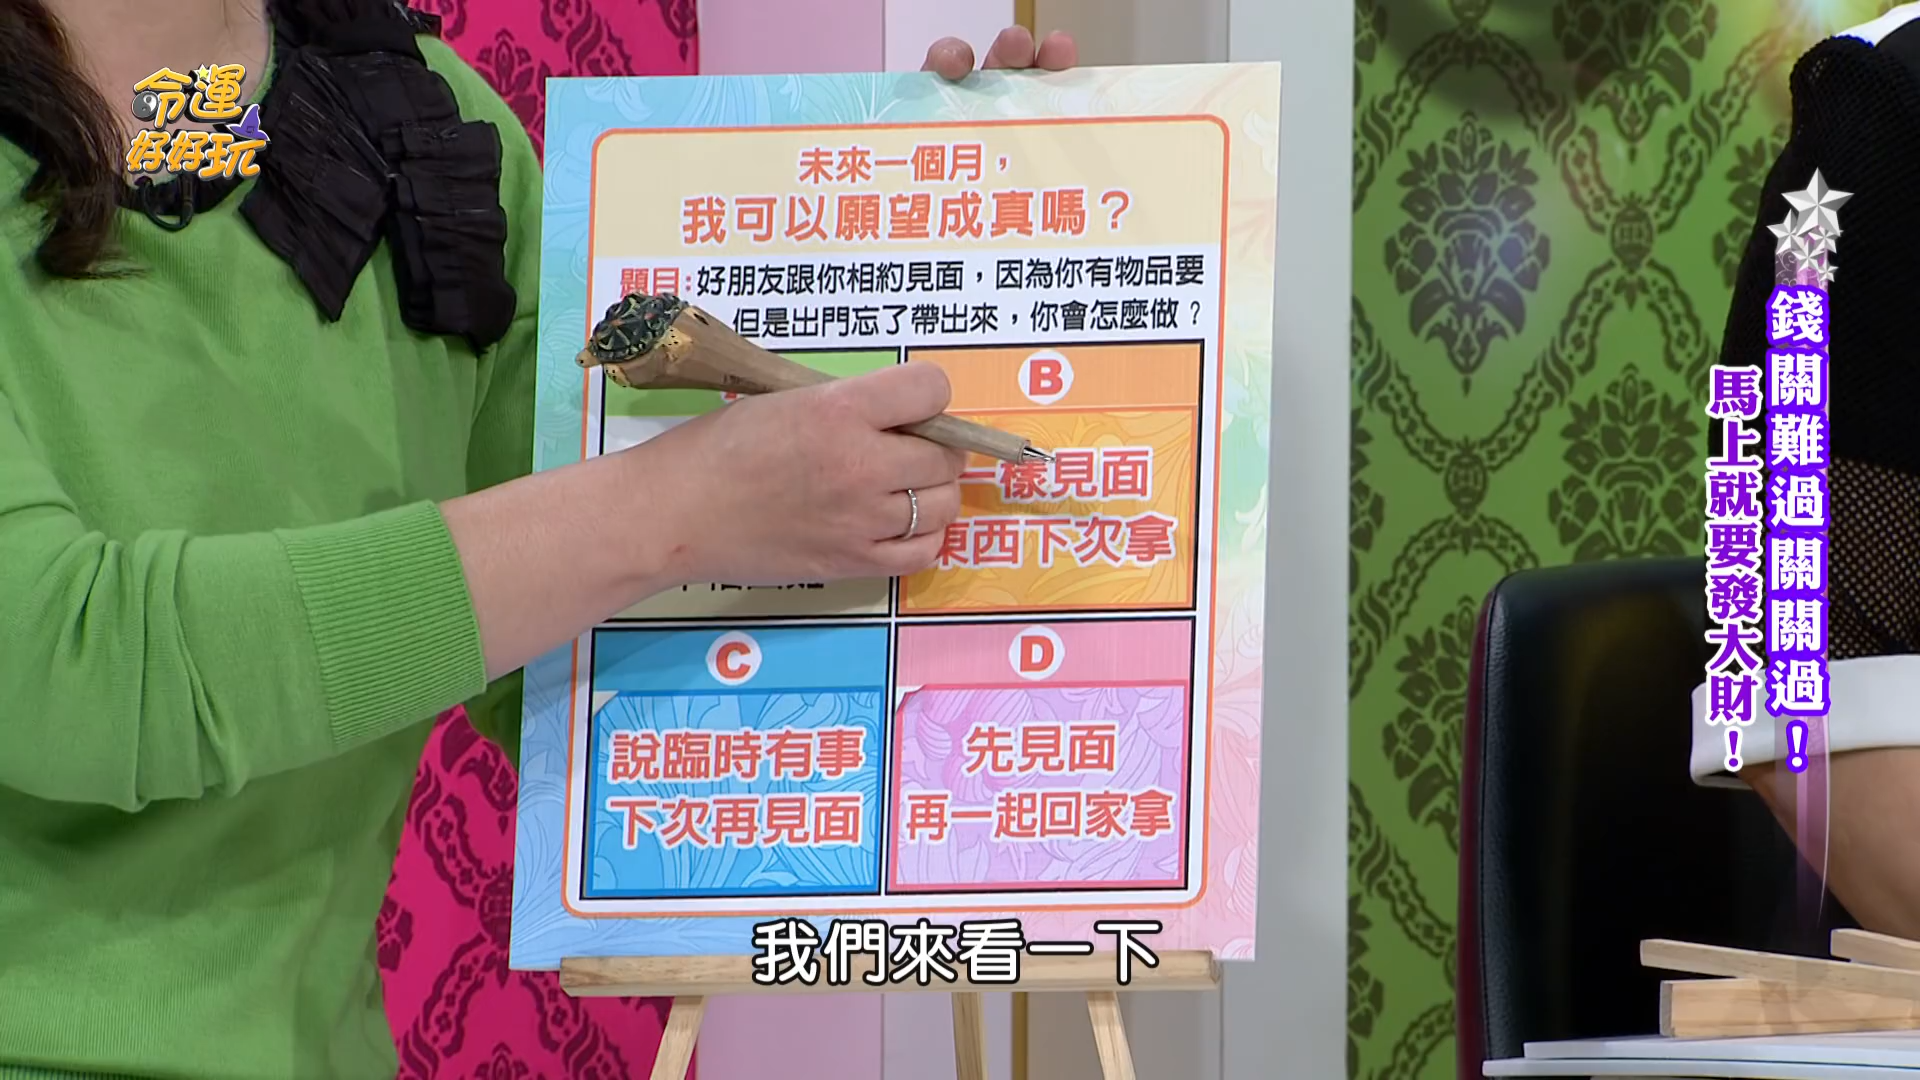 命運
好好玩
未來一個月，
我可以願望成真嗎？
題目：好朋友跟你相約見面，因為你有物品要
但是出門忘了帶出來，你會怎麼做？
B
一樣見面
東西下次拿
C
說臨時有事
下次再見面
D
先見面
再一起回家拿
錢關難過關關過！
馬上就要發大財！
我們來看一下